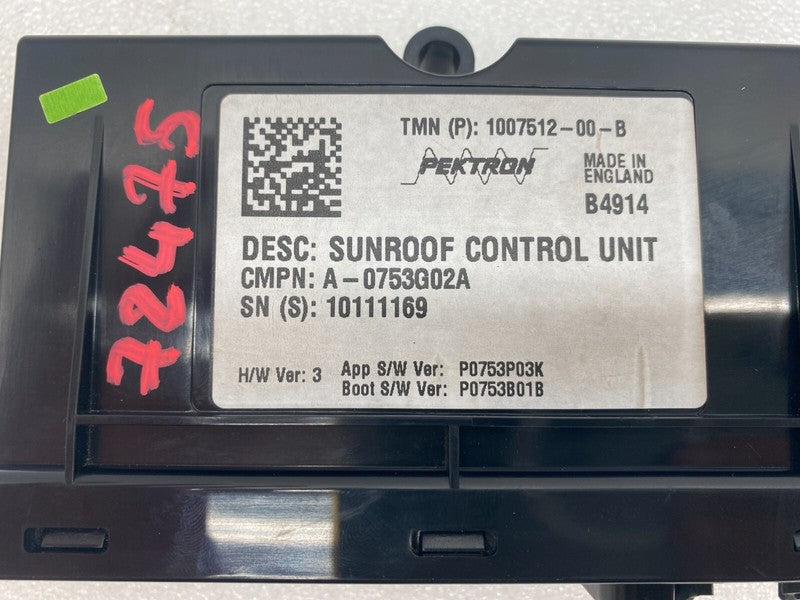 72475
TMN (P): 1007512-00-B
PEKTRON
MADE IN
ENGLAND
B4914
DESC: SUNROOF CONTROL UNIT
CMPN: A-0753G02A
SN (S): 10111169
H/W Ver: 3
App S/W Ver: P0753P03K
Boot S/W Ver: P0753B01B